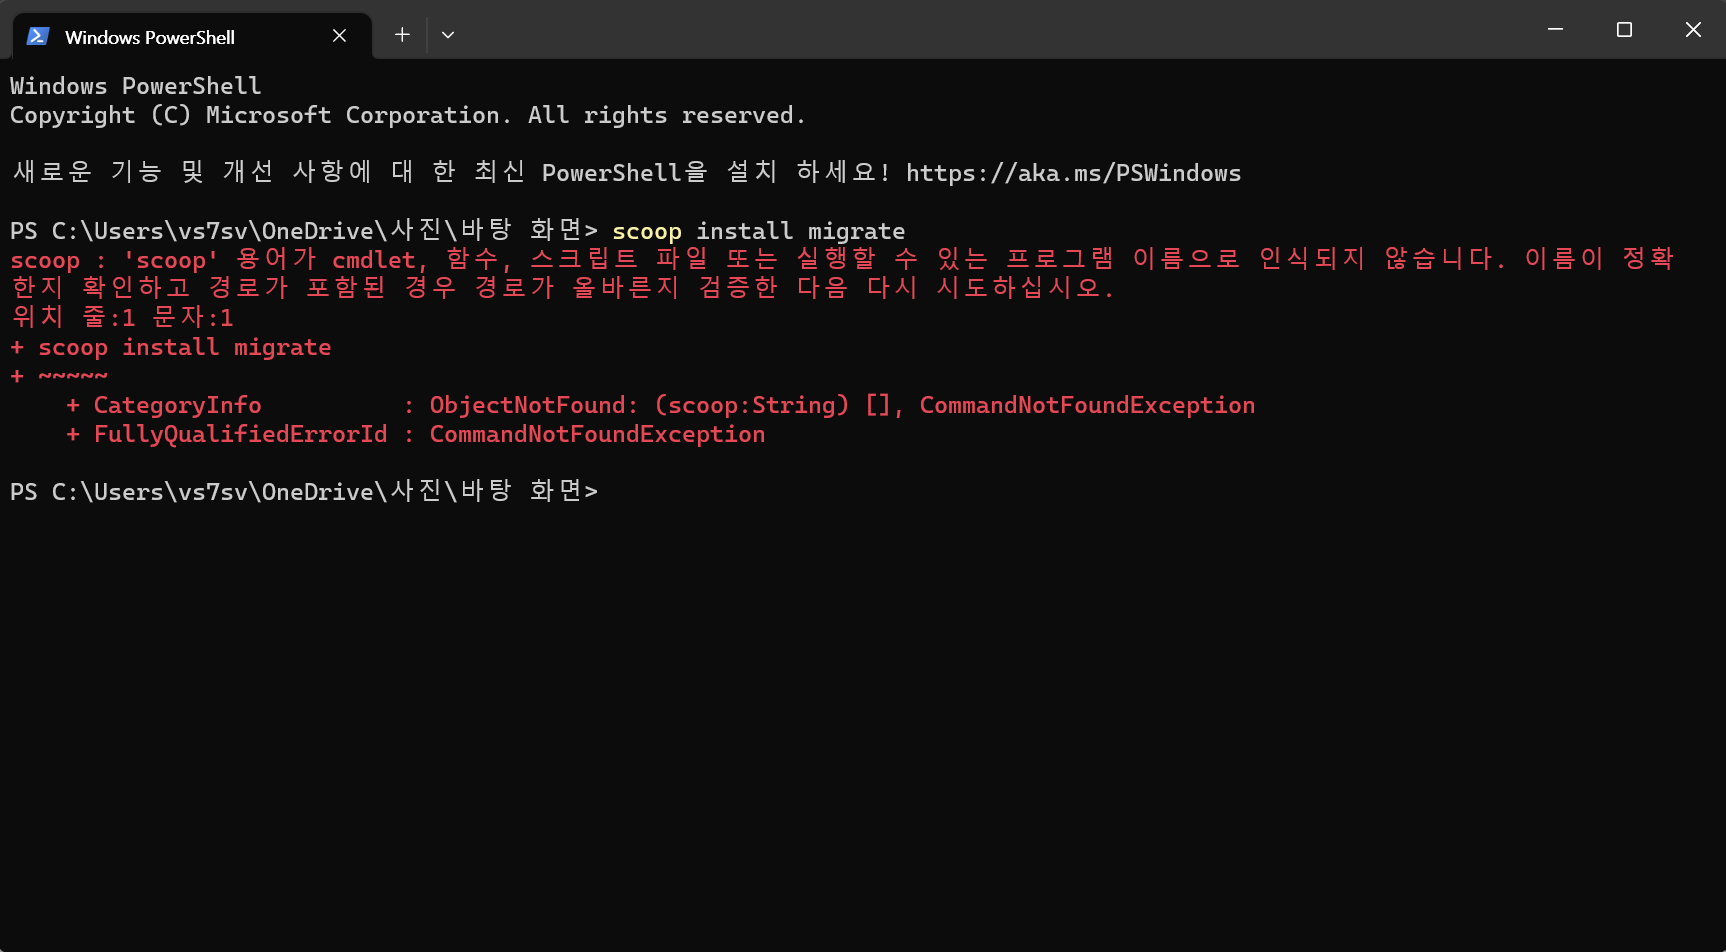 Windows PowerShell
Windows PowerShell
Copyright (C) Microsoft Corporation. All rights reserved.
새로운 기능 및 개선 사항에 대 한 최신 PowerShell을 설치 하세요! https://aka.ms/PSWindows
PS C:\Users\vs7sv\OneDrive\사진\바탕 화면> scoop install migrate
scoop : 'scoop' 용어가 cmdlet, 함수, 스크립트 파일 또는 실행할 수 있는 프로그램 이름으로 인식되지 않습니다. 이름이 정확
한지 확인하고 경로가 포함된 경우 경로가 올바른지 검증한 다음 다시 시도하십시오.
위치 줄:1 문자:1
+ scoop install migrate
+ ~~~~~
    + CategoryInfo          : ObjectNotFound: (scoop:String) [], CommandNotFoundException
    + FullyQualifiedErrorId : CommandNotFoundException
PS C:\Users\vs7sv\OneDrive\사진\바탕 화면>